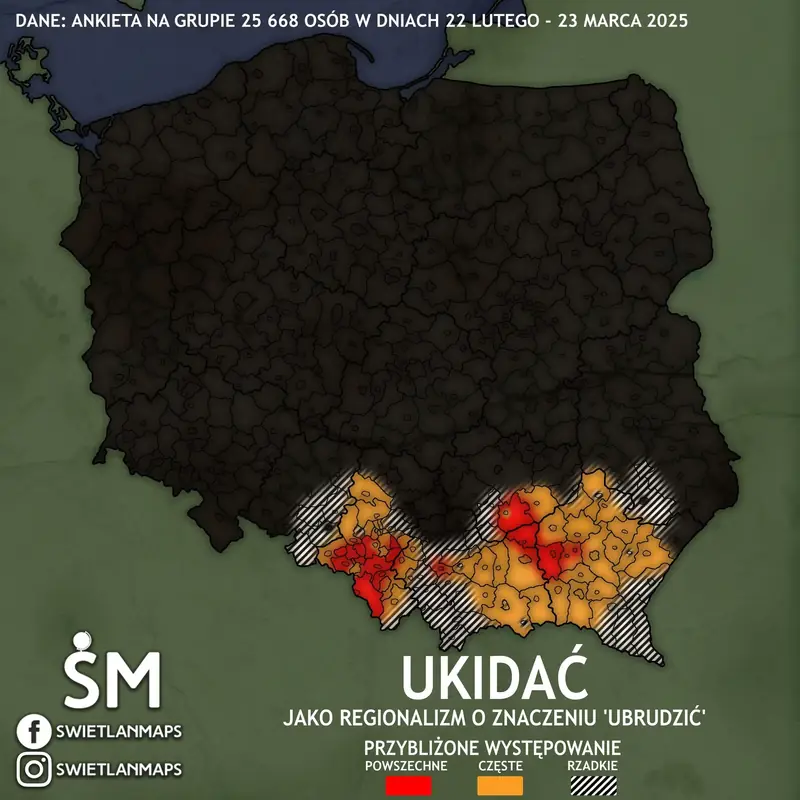 DANE: ANKIETA NA GRUPIE 25 668 OSÓB W DNIACH 22 LUTEGO - 23 MARCA 2025
ŚM
SWIETLANMAPS
SWIETLANMAPS
UKIDAĆ
JAKO REGIONALIZM O ZNACZENIU 'UBRUDZIĆ'
PRZYBLIŻONE WYSTĘPOWANIE
POWSZECHNE CZĘSTE RZADKIE